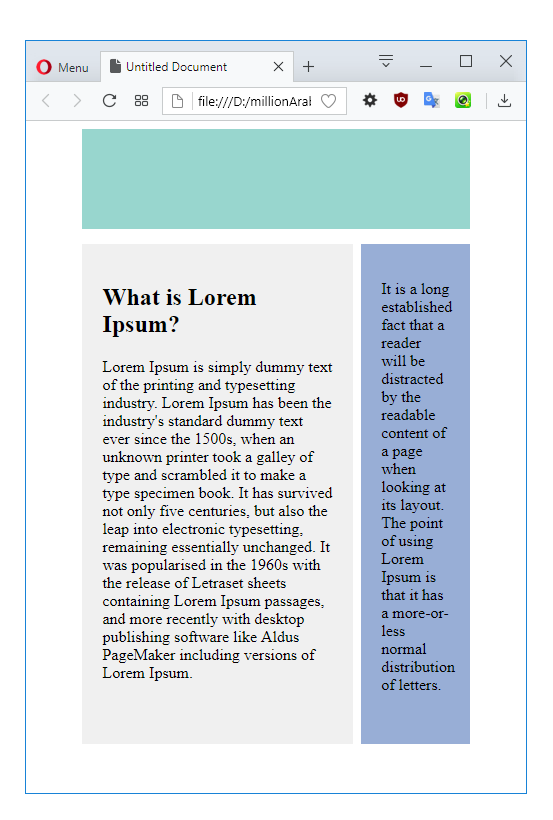 Menu
Untitled Document
file:///D:/millionAral
What is Lorem
Ipsum?
Lorem Ipsum is simply dummy text
of the printing and typesetting
industry. Lorem Ipsum has been the
industry's standard dummy text
ever since the 1500s, when an
unknown printer took a galley of
type and scrambled it to make a
type specimen book. It has survived
not only five centuries, but also the
leap into electronic typesetting,
remaining essentially unchanged. It
was popularised in the 1960s with
the release of Letraset sheets
containing Lorem Ipsum passages,
and more recently with desktop
publishing software like Aldus
PageMaker including versions of
Lorem Ipsum.
It is a long
established
fact that a
reader
will be
distracted
by the
readable
content of
a page
when
looking at
its layout.
The point
of using
Lorem
Ipsum is
that it has
a more-or-
less
normal
distribution
of letters.